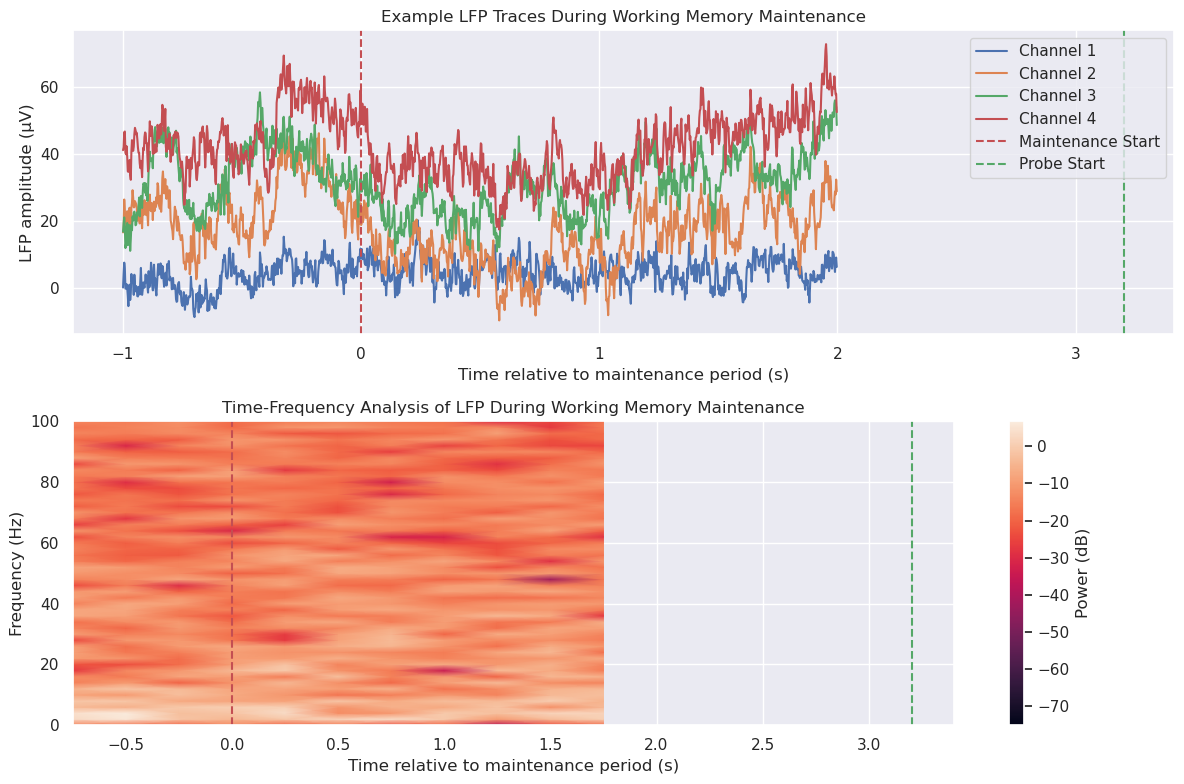 Example LFP Traces During Working Memory Maintenance
LFP amplitude (µV)
60
40
20
0
Channel 1
Channel 2
Channel 3
Channel 4
Maintenance Start
Probe Start
−1
0
1
2
3
Time relative to maintenance period (s)
Time-Frequency Analysis of LFP During Working Memory Maintenance
Frequency (Hz)
100
80
60
40
20
0
−0.5
0.0
0.5
1.0
1.5
2.0
2.5
3.0
Time relative to maintenance period (s)
0
−10
−20
−30
−40
−50
−60
−70
Power (dB)